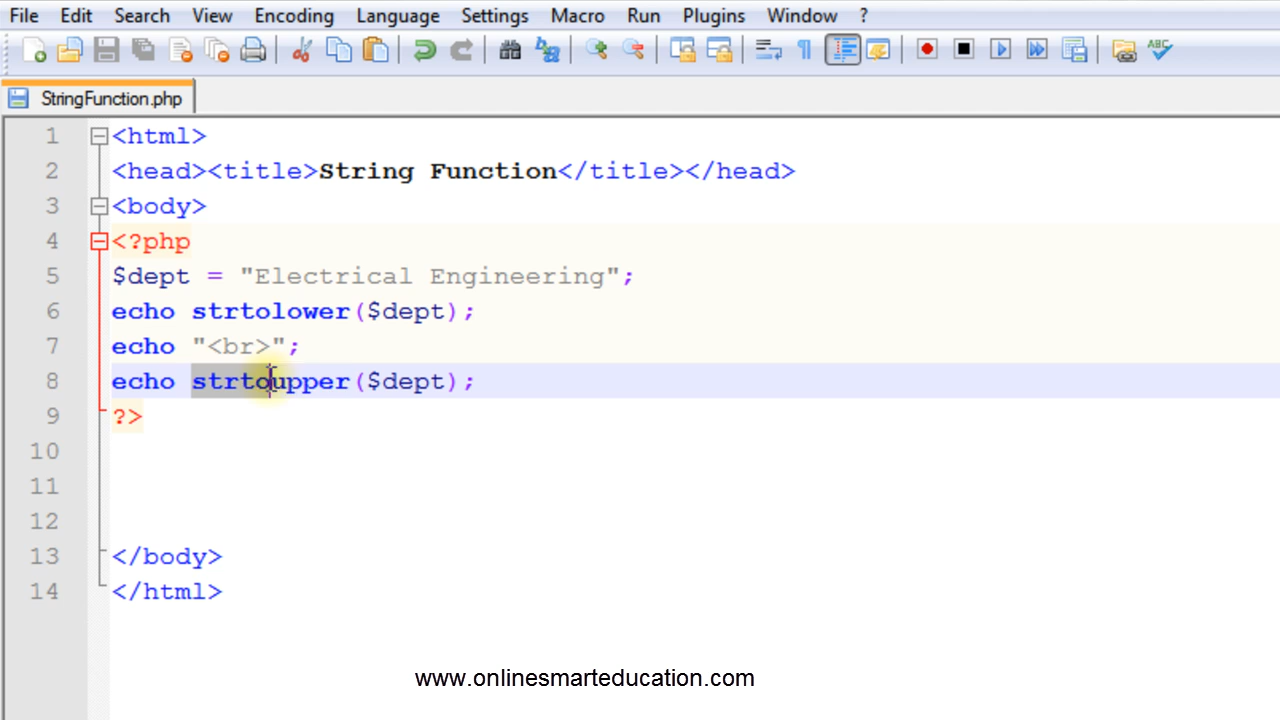 File Edit Search View Encoding Language Settings Macro Run Plugins Window ?
ABC
StringFunction.php
1 <html>
2 <head><title>String Function</title></head>
3 <body>
4 <?php
5 $dept = "Electrical Engineering";
6 echo strtolower($dept);
7 echo "<br>";
8 echo strtoupper($dept);
9 ?>
10
11
12
13 </body>
14 </html>
www.onlinesmarteducation.com